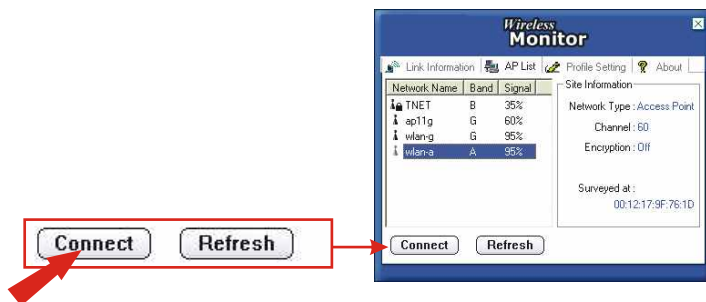 Wireless
Monitor
Link Information AP List Profile Setting About
Network Name Band Signal
TNET B 35%
ap11g G 60%
wlan-g G 95%
wlan-a A 95%
Site Information
Network Type : Access Point
Channel : 60
Encryption : Off
Surveyed at :
00:12:17:9F:76:1D
Connect Refresh
Connect Refresh